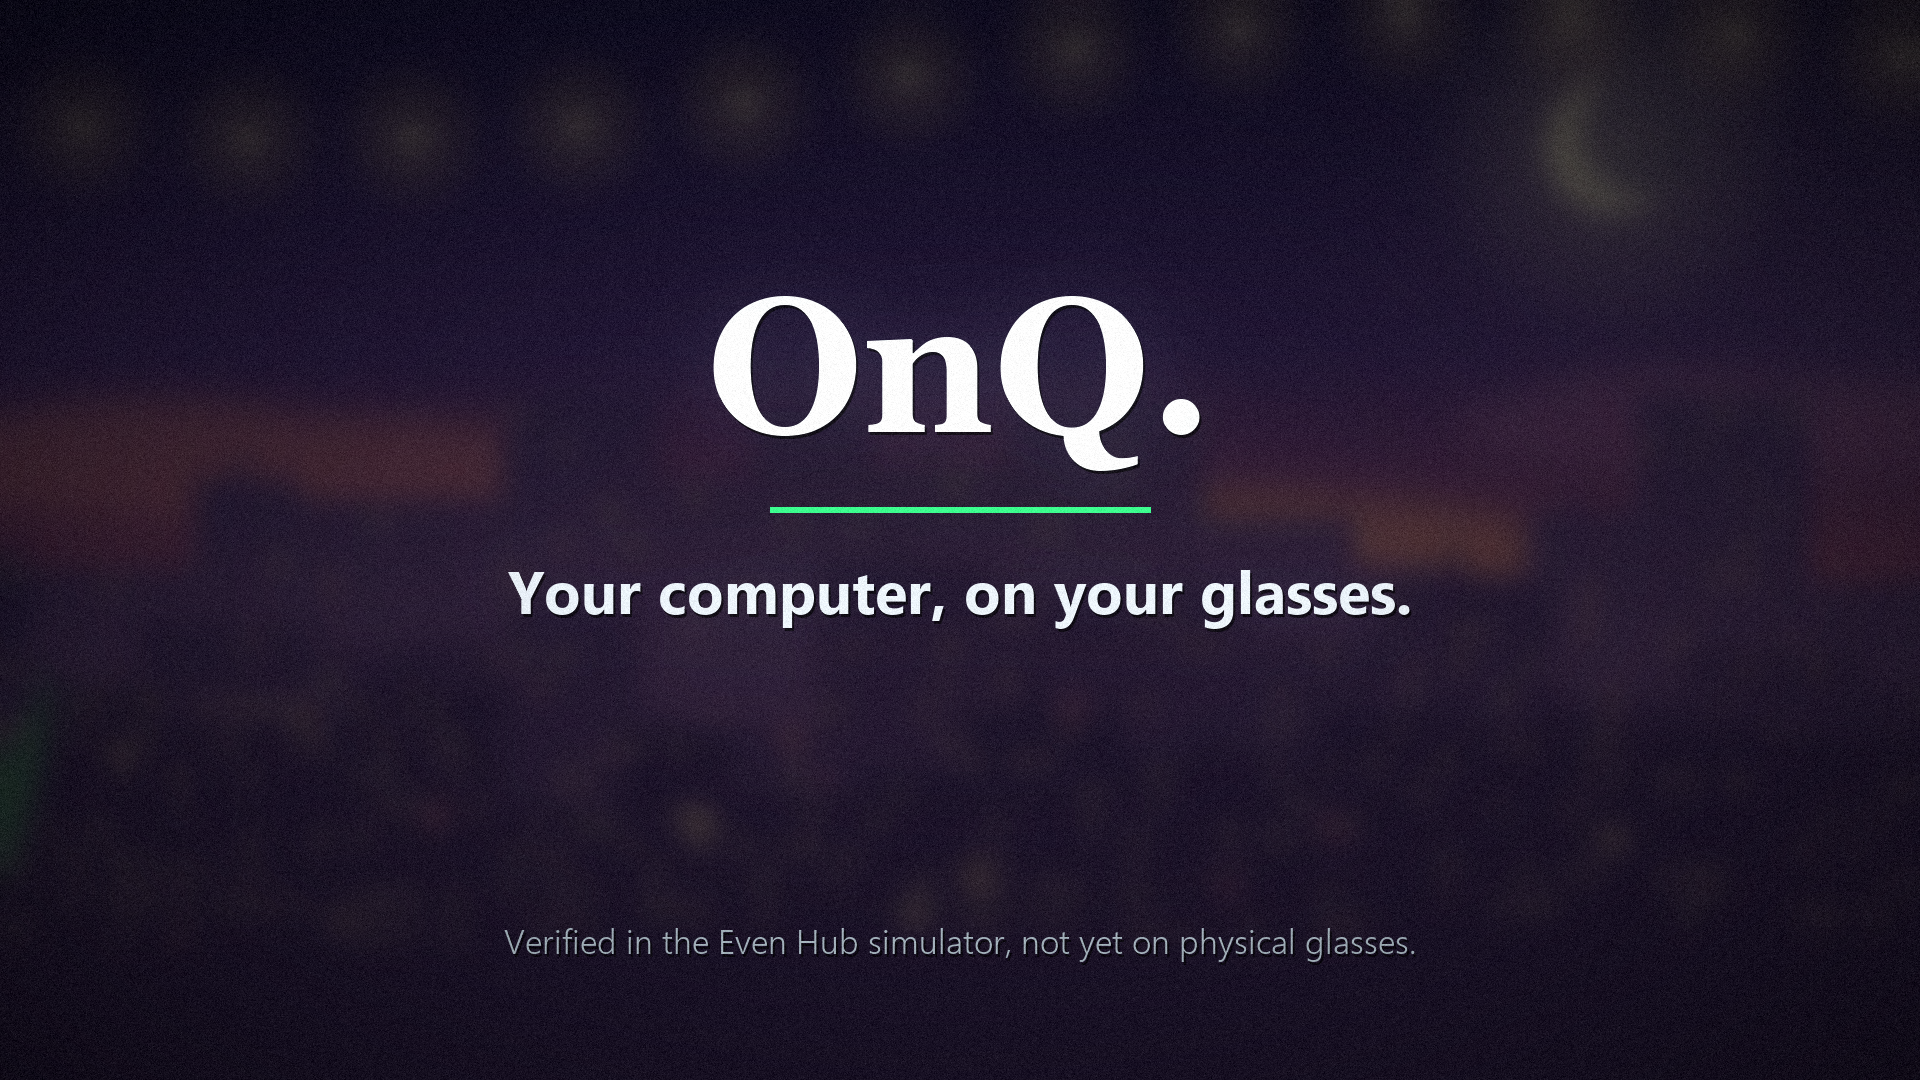 OnQ.
Your computer, on your glasses.
Verified in the Even Hub simulator, not yet on physical glasses.